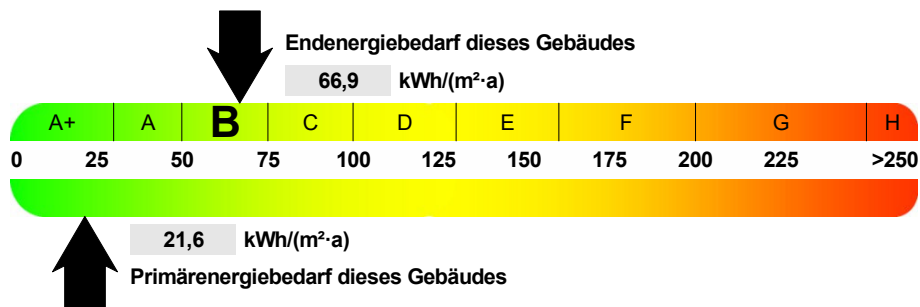 Endenergiebedarf dieses Gebäudes
66,9 kWh/(m²·a)
A+ A B C D E F G H
0 25 50 75 100 125 150 175 200 225 >250
21,6 kWh/(m²·a)
Primärenergiebedarf dieses Gebäudes